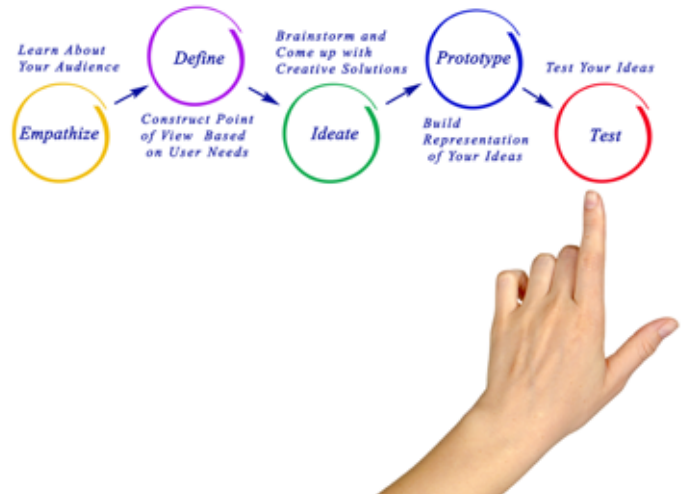 Learn About
Your Audience
Empathize
Define
Construct Point
of View Based
on User Needs
Brainstorm and
Come up with
Creative Solutions
Ideate
Prototype
Build
Representation
of Your Ideas
Test Your Ideas
Test